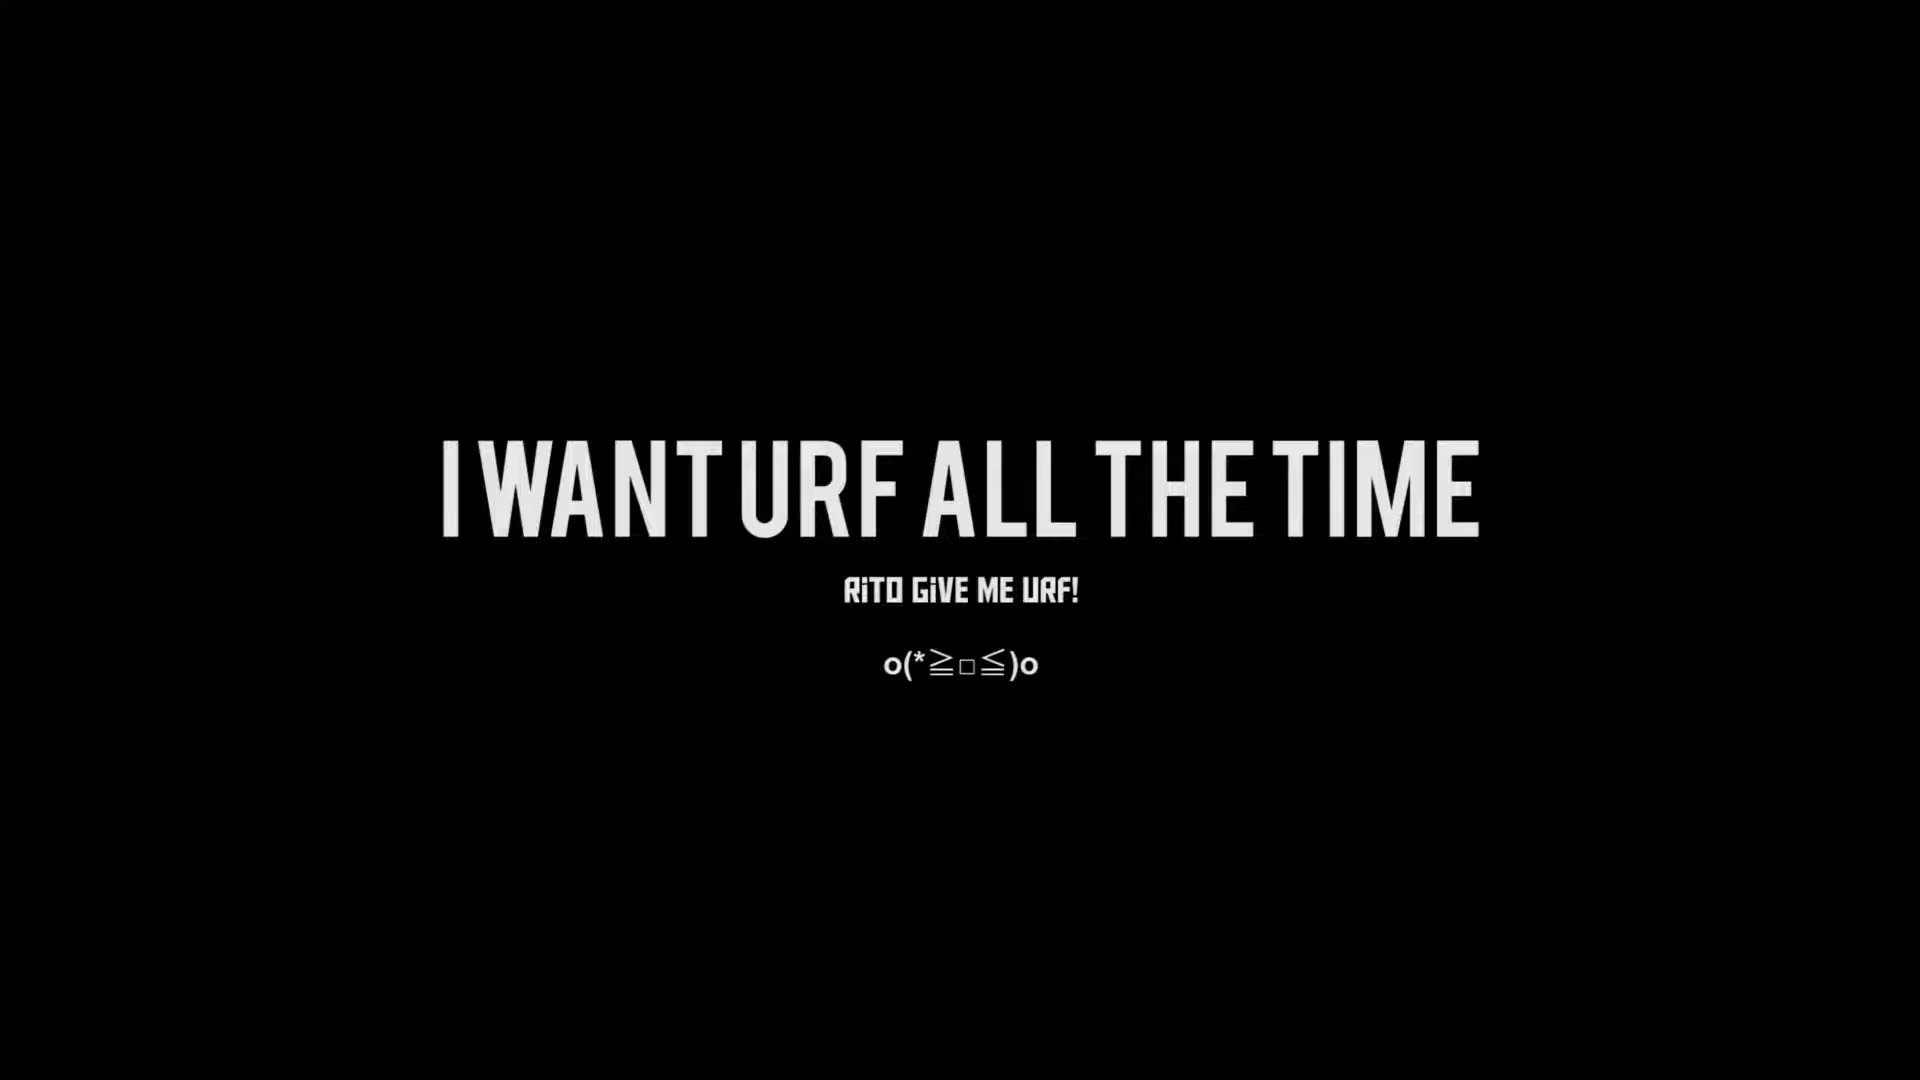 I WANT URF ALL THE TIME
RiTO GiVE ME URF!
o(*≧□≦)o